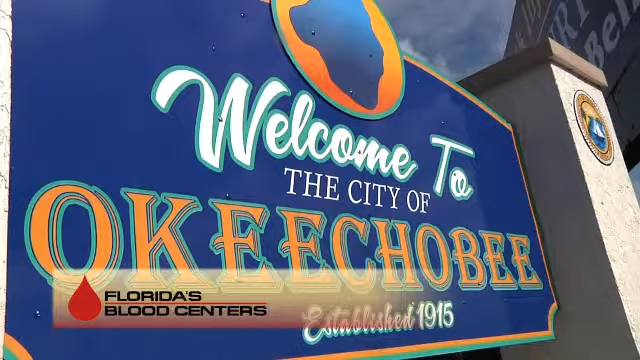 Welcome To
THE CITY OF
OKEECHOBEE
Established 1915
FLORIDA'S
BLOOD CENTERS